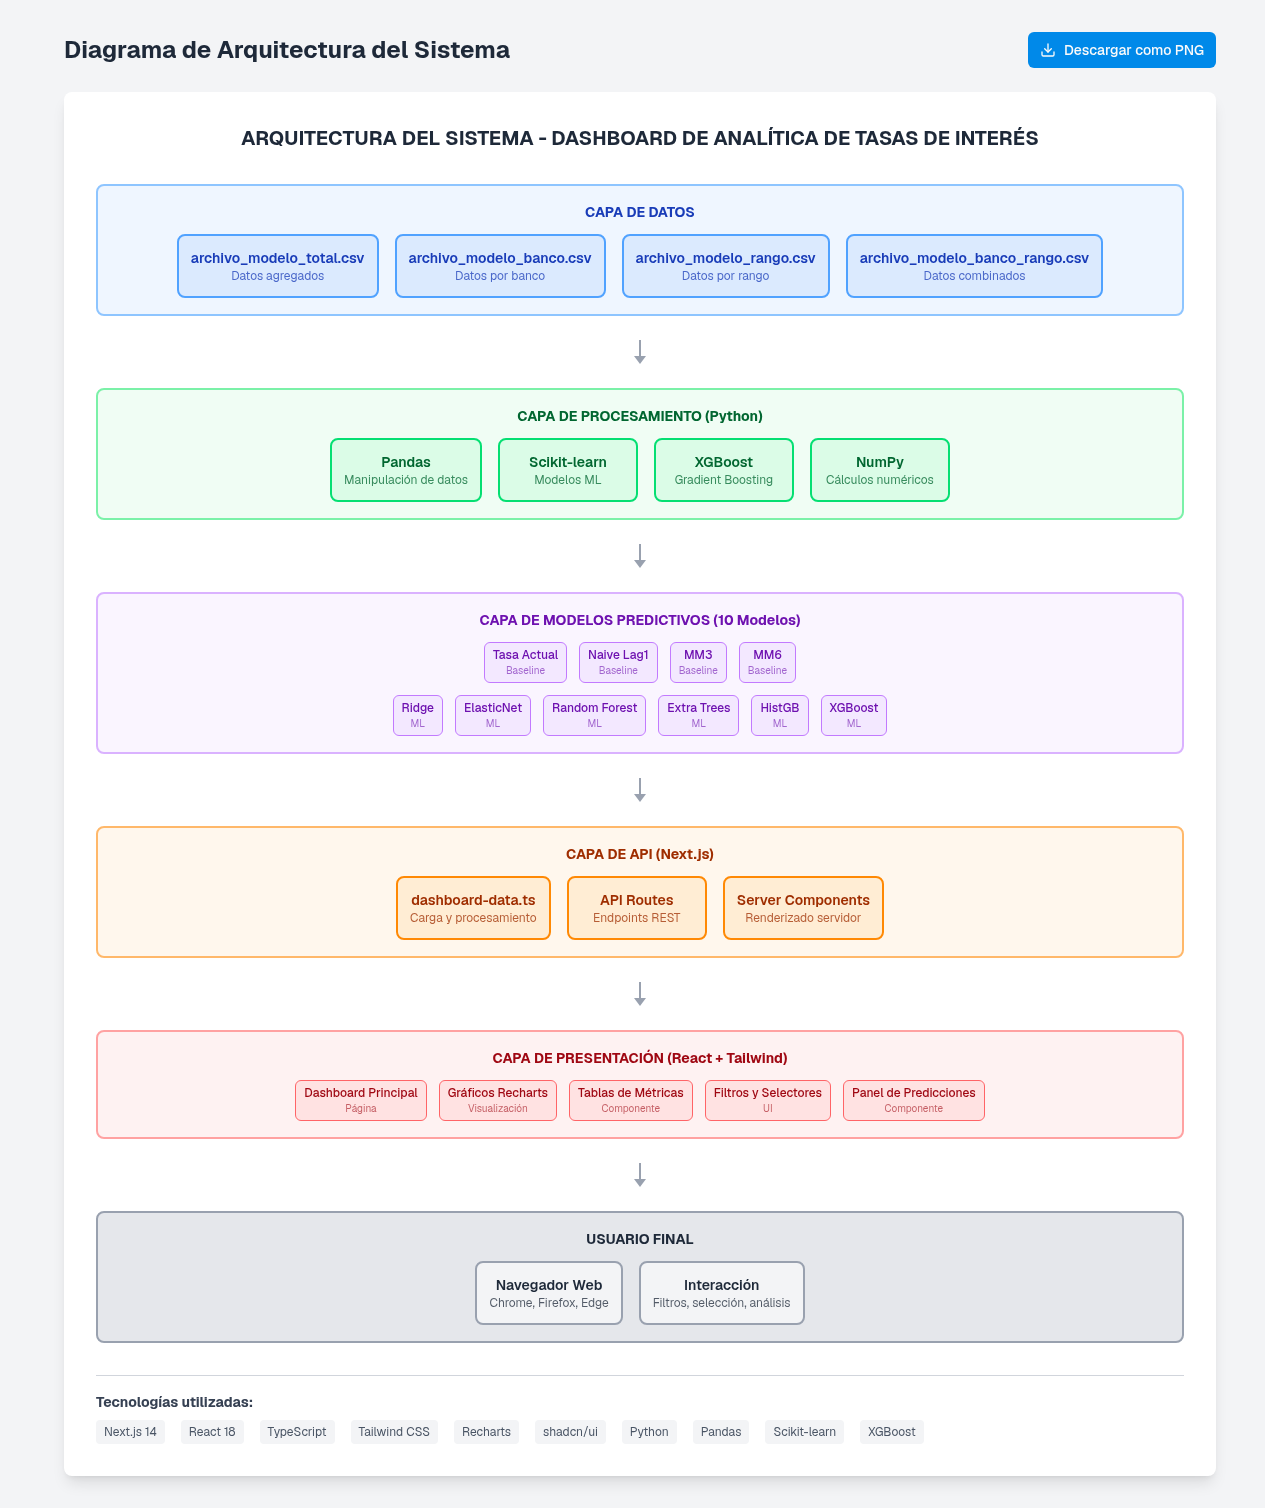 Diagrama de Arquitectura del Sistema
Descargar como PNG
ARQUITECTURA DEL SISTEMA - DASHBOARD DE ANALÍTICA DE TASAS DE INTERÉS
CAPA DE DATOS
archivo_modelo_total.csv archivo_modelo_banco.csv archivo_modelo_rango.csv archivo_modelo_banco_rango.csv
Datos agregados Datos por banco Datos por rango Datos combinados
CAPA DE PROCESAMIENTO (Python)
Pandas Scikit-learn XGBoost NumPy
Manipulación de datos Modelos ML Gradient Boosting Cálculos numéricos
CAPA DE MODELOS PREDICTIVOS (10 Modelos)
Tasa Actual Naive Lag1 MM3 MM6
Baseline Baseline Baseline Baseline
Ridge ElasticNet Random Forest Extra Trees HistGB XGBoost
ML ML ML ML ML ML
CAPA DE API (Next.js)
dashboard-data.ts API Routes Server Components
Carga y procesamiento Endpoints REST Renderizado servidor
CAPA DE PRESENTACIÓN (React + Tailwind)
Dashboard Principal Gráficos Recharts Tablas de Métricas Filtros y Selectores Panel de Predicciones
Página Visualización Componente UI Componente
USUARIO FINAL
Navegador Web Interacción
Chrome, Firefox, Edge Filtros, selección, análisis
Tecnologías utilizadas:
Next.js 14 React 18 TypeScript Tailwind CSS Recharts shadcn/ui Python Pandas Scikit-learn XGBoost